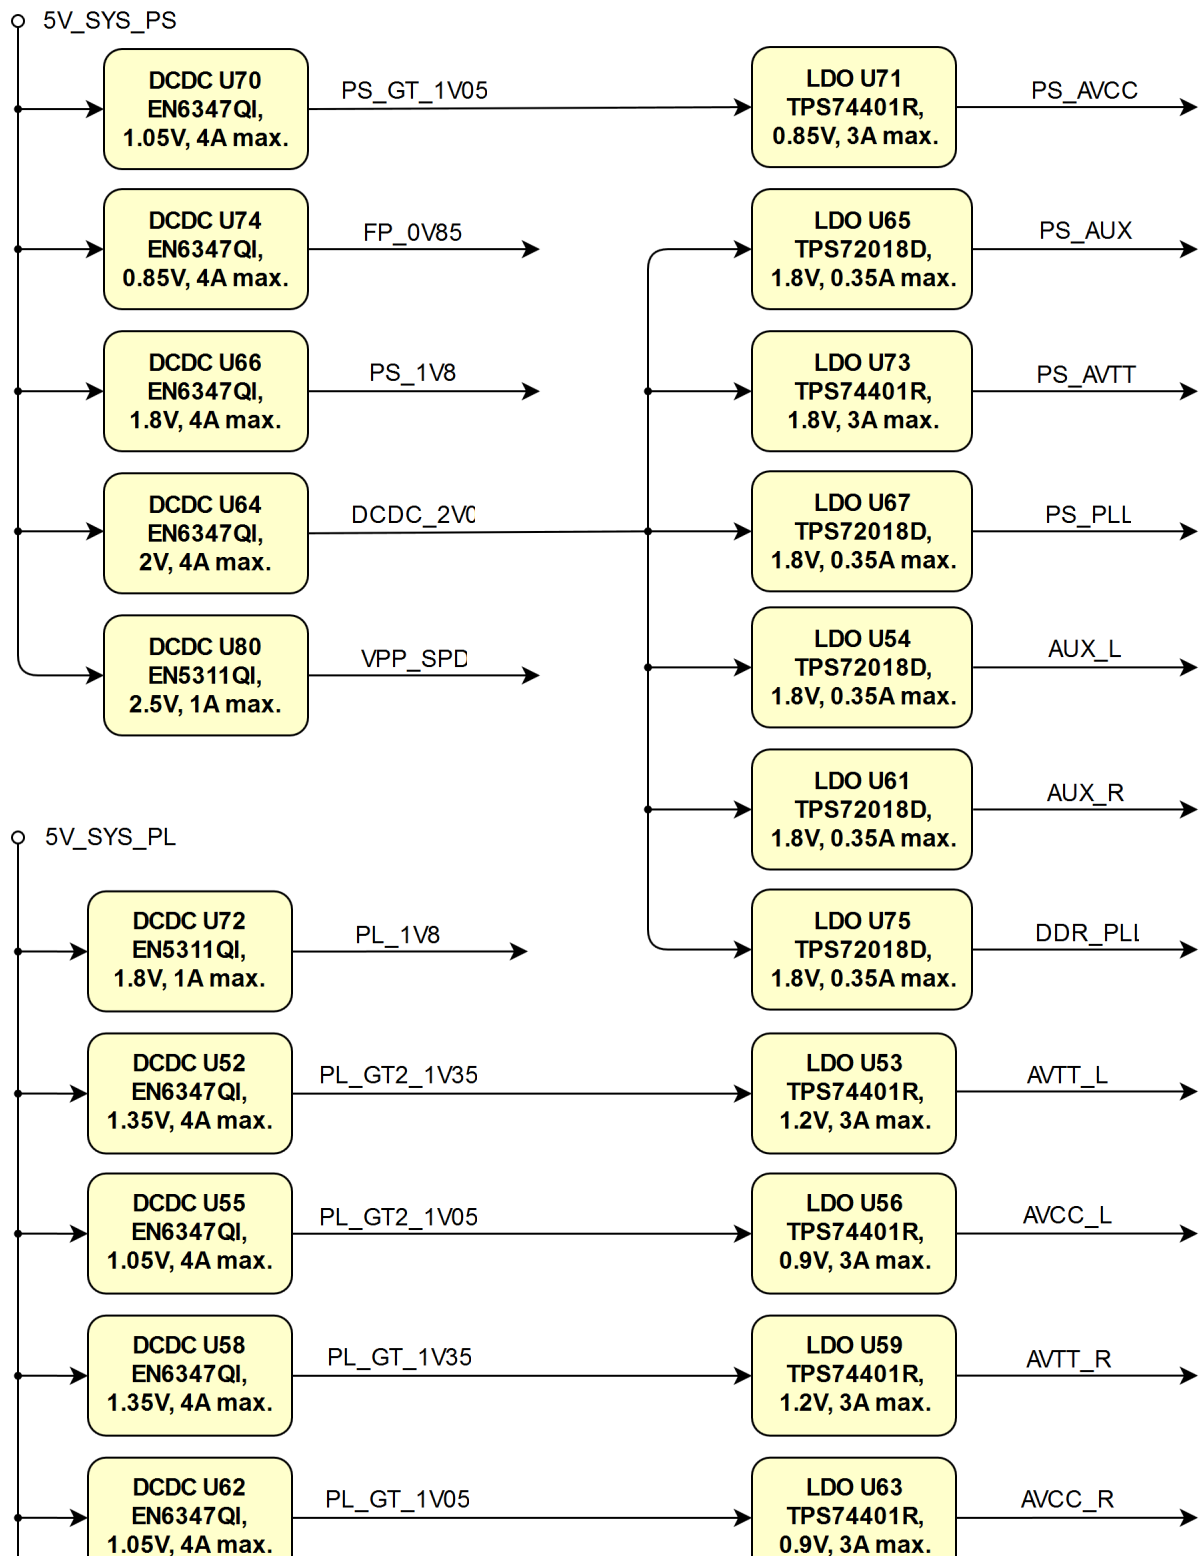 5V_SYS_PS
DCDC U70
EN6347QI,
1.05V, 4A max.
PS_GT_1V05
LDO U71
TPS74401R,
0.85V, 3A max.
PS_AVCC
DCDC U74
EN6347QI,
0.85V, 4A max.
FP_0V85
LDO U65
TPS72018D,
1.8V, 0.35A max.
PS_AUX
DCDC U66
EN6347QI,
1.8V, 4A max.
PS_1V8
LDO U73
TPS74401R,
1.8V, 3A max.
PS_AVTT
DCDC U64
EN6347QI,
2V, 4A max.
DCDC_2V0
LDO U67
TPS72018D,
1.8V, 0.35A max.
PS_PLL
DCDC U80
EN5311QI,
2.5V, 1A max.
VPP_SPD
LDO U54
TPS72018D,
1.8V, 0.35A max.
AUX_L
LDO U61
TPS72018D,
1.8V, 0.35A max.
AUX_R
5V_SYS_PL
DCDC U72
EN5311QI,
1.8V, 1A max.
PL_1V8
LDO U75
TPS72018D,
1.8V, 0.35A max.
DDR_PLL
DCDC U52
EN6347QI,
1.35V, 4A max.
PL_GT2_1V35
LDO U53
TPS74401R,
1.2V, 3A max.
AVTT_L
DCDC U55
EN6347QI,
1.05V, 4A max.
PL_GT2_1V05
LDO U56
TPS74401R,
0.9V, 3A max.
AVCC_L
DCDC U58
EN6347QI,
1.35V, 4A max.
PL_GT_1V35
LDO U59
TPS74401R,
1.2V, 3A max.
AVTT_R
DCDC U62
EN6347QI,
1.05V, 4A max.
PL_GT_1V05
LDO U63
TPS74401R,
0.9V, 3A max.
AVCC_R